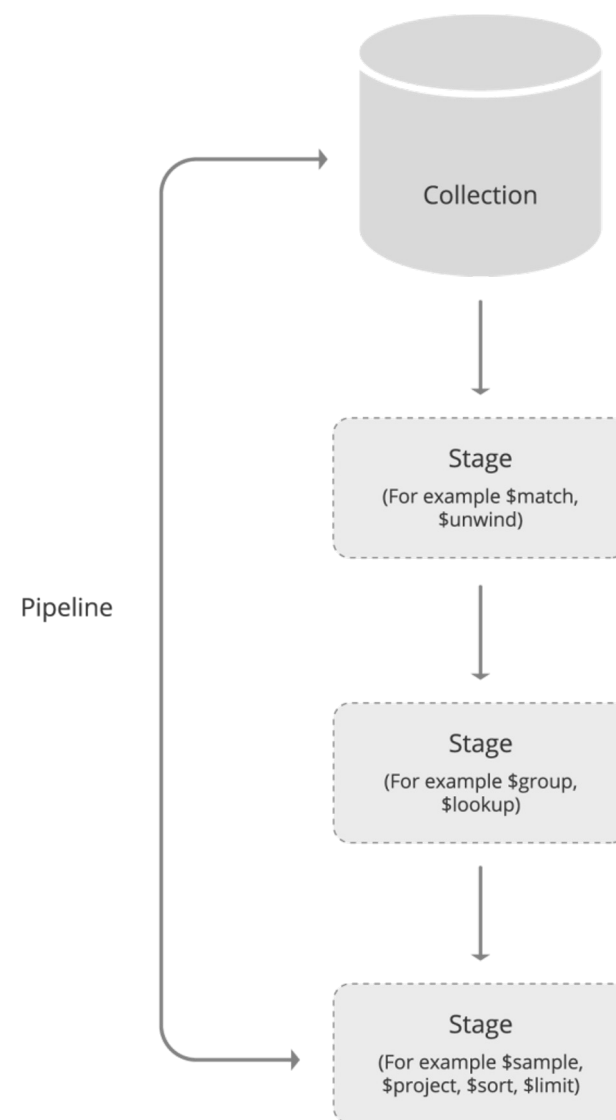 Collection
Stage
(For example $match,
$unwind)
Pipeline
Stage
(For example $group,
$lookup)
Stage
(For example $sample,
$project, $sort, $limit)